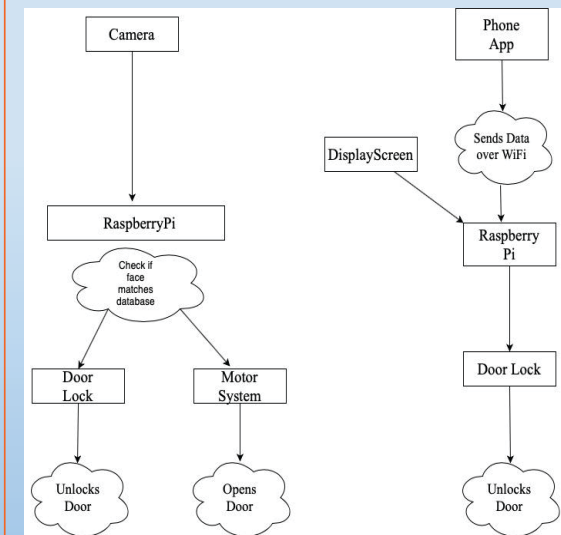 Camera
RaspberryPi
Check if
face
matches
database
Door
Lock
Motor
System
Unlocks
Door
Opens
Door
Phone
App
Sends Data
over WiFi
DisplayScreen
Raspberry
Pi
Door Lock
Unlocks
Door